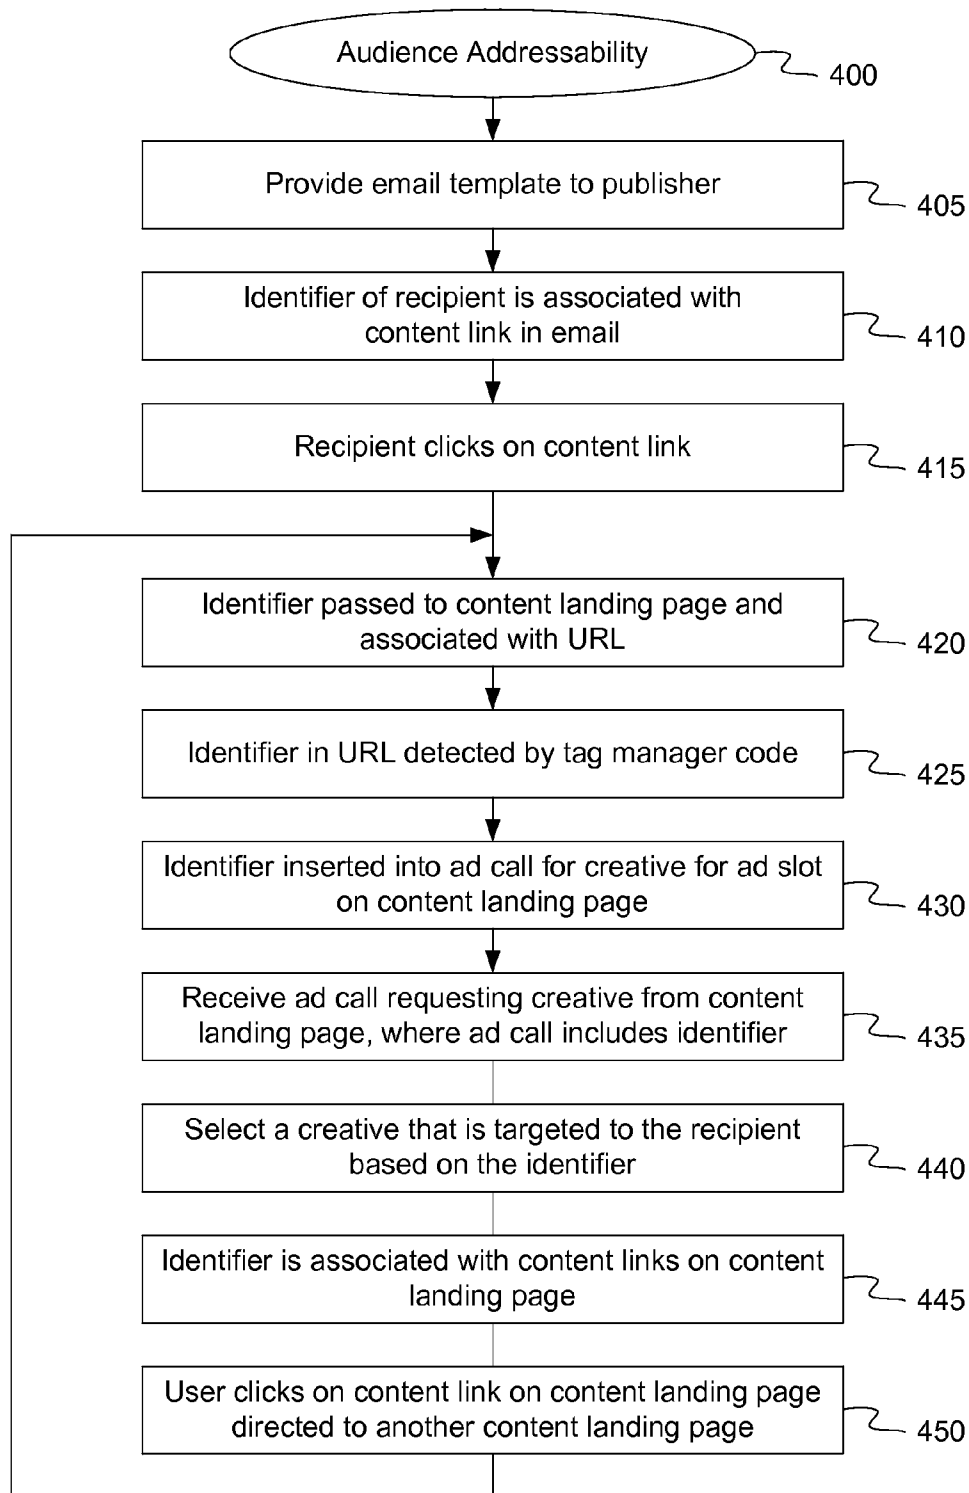 Audience Addressability
400
Provide email template to publisher
405
Identifier of recipient is associated with
content link in email
410
Recipient clicks on content link
415
Identifier passed to content landing page and
associated with URL
420
Identifier in URL detected by tag manager code
425
Identifier inserted into ad call for creative for ad slot
on content landing page
430
Receive ad call requesting creative from content
landing page, where ad call includes identifier
435
Select a creative that is targeted to the recipient
based on the identifier
440
Identifier is associated with content links on content
landing page
445
User clicks on content link on content landing page
directed to another content landing page
450